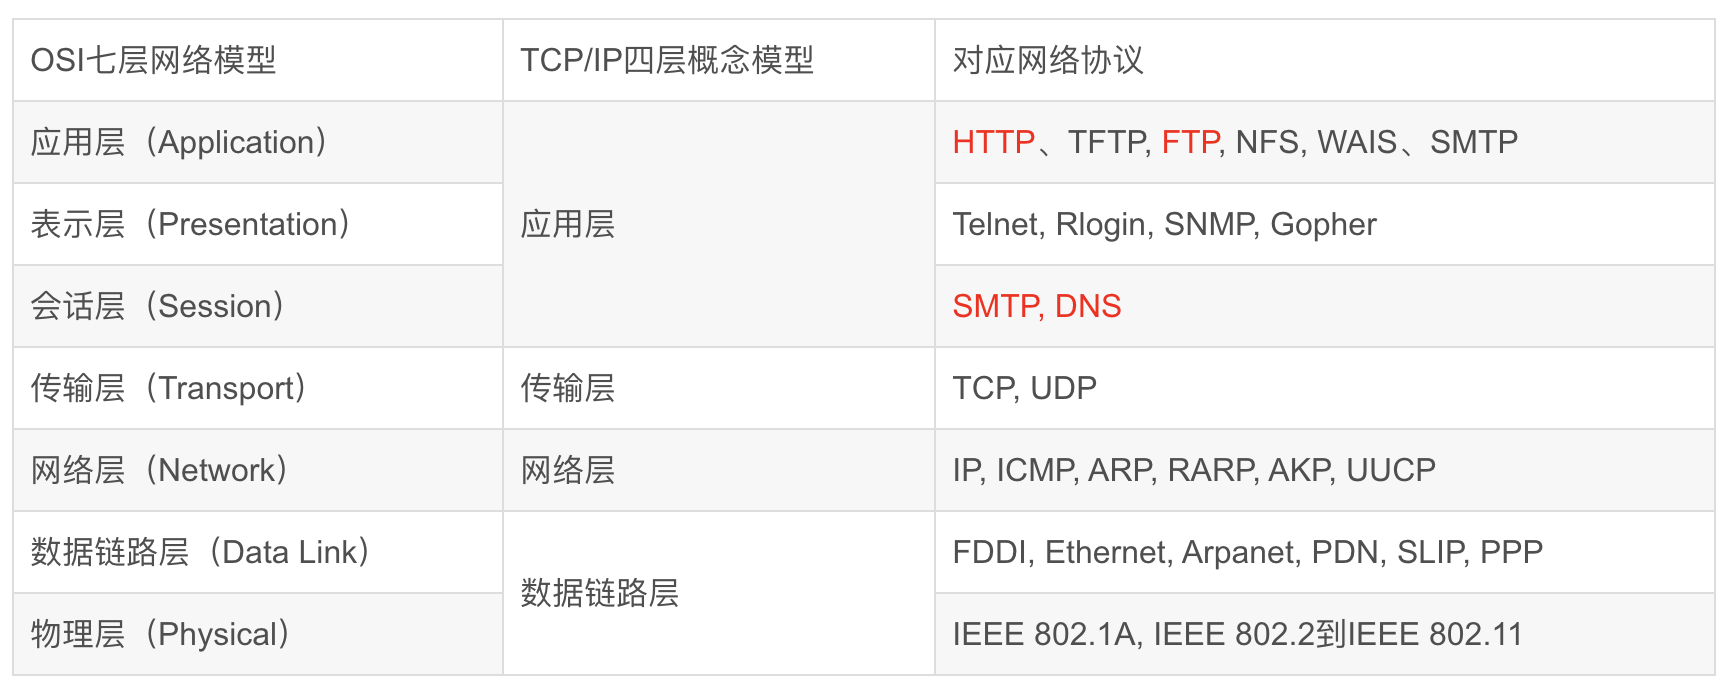 OSI七层网络模型 TCP/IP四层概念模型 对应网络协议
应用层（Application） HTTP、TFTP, FTP, NFS, WAIS、SMTP
表示层（Presentation） 应用层 Telnet, Rlogin, SNMP, Gopher
会话层（Session） SMTP, DNS
传输层（Transport） 传输层 TCP, UDP
网络层（Network） 网络层 IP, ICMP, ARP, RARP, AKP, UUCP
数据链路层（Data Link） FDDI, Ethernet, Arpanet, PDN, SLIP, PPP
数据链路层
物理层（Physical） IEEE 802.1A, IEEE 802.2到IEEE 802.11